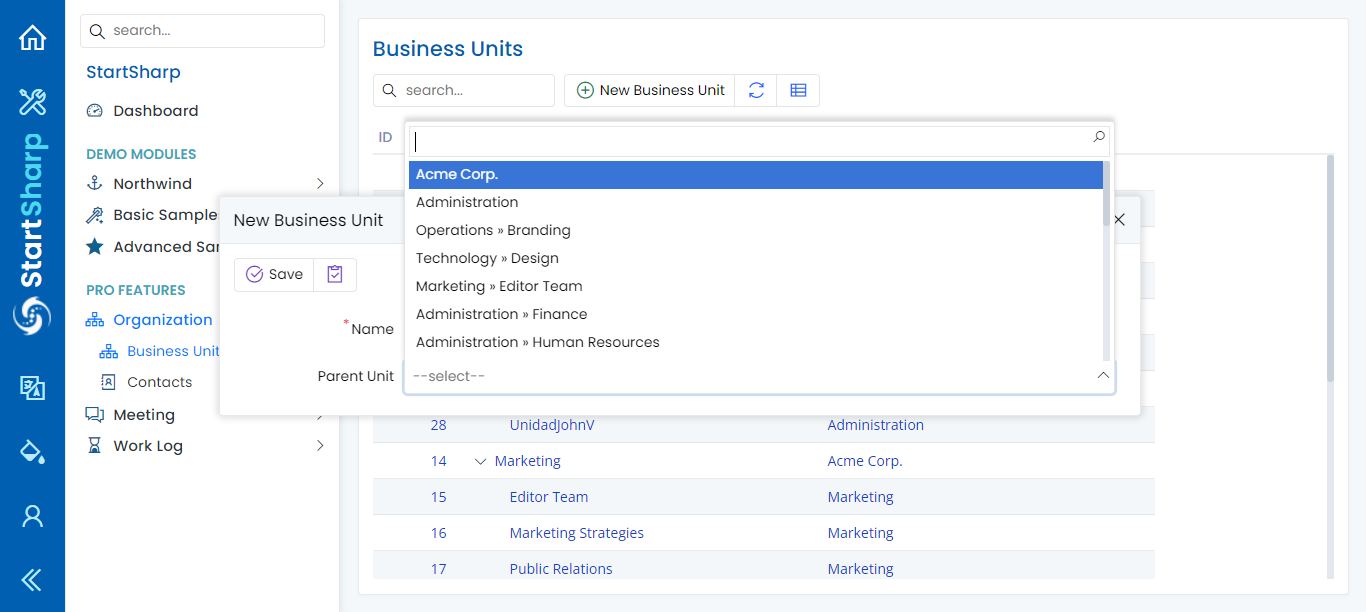 StartSharp
search...
StartSharp
Dashboard
DEMO MODULES
Northwind
Basic Sample
Advanced Sa
PRO FEATURES
Organization
Business Unit
Contacts
Meeting
Work Log
Business Units
search...
New Business Unit
ID
New Business Unit
Save
Acme Corp.
Administration
Operations » Branding
Technology » Design
Marketing » Editor Team
Administration » Finance
Administration » Human Resources
*Name
Parent Unit
--select--
28 UnidadJohnV Administration
14 Marketing Acme Corp.
15 Editor Team Marketing
16 Marketing Strategies Marketing
17 Public Relations Marketing